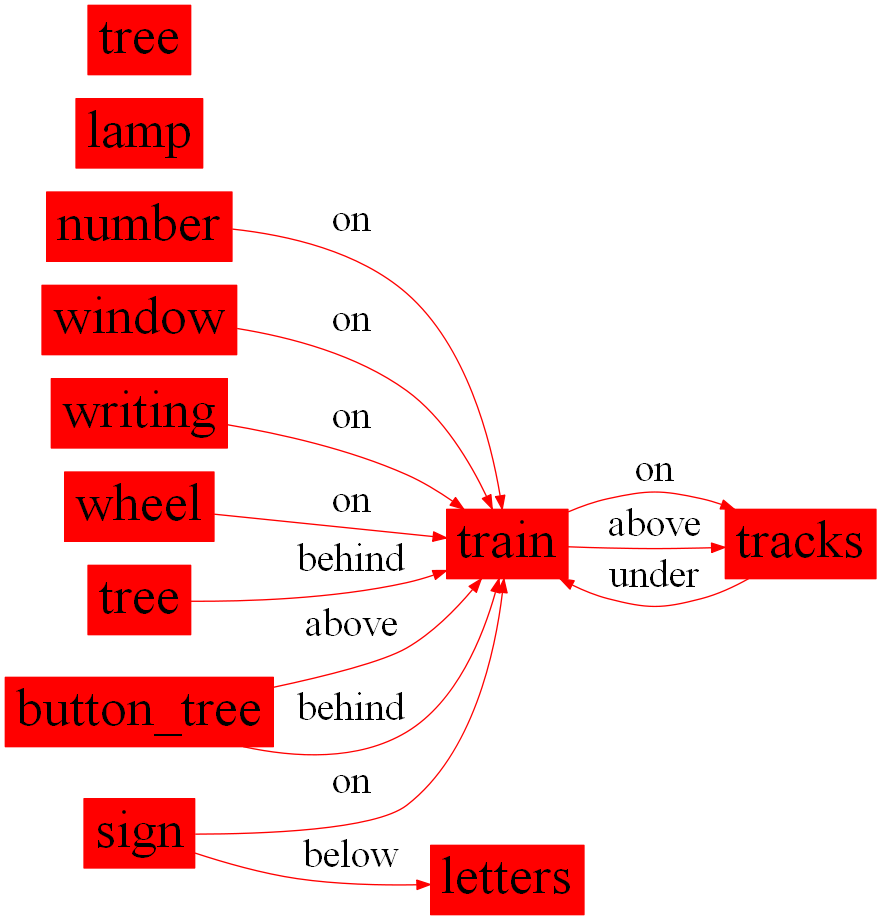 tree
lamp
number
on
window
on
writing
on
wheel
on
tree
behind
button_tree
above
behind
sign
on
below
letters
train
on
above
under
tracks